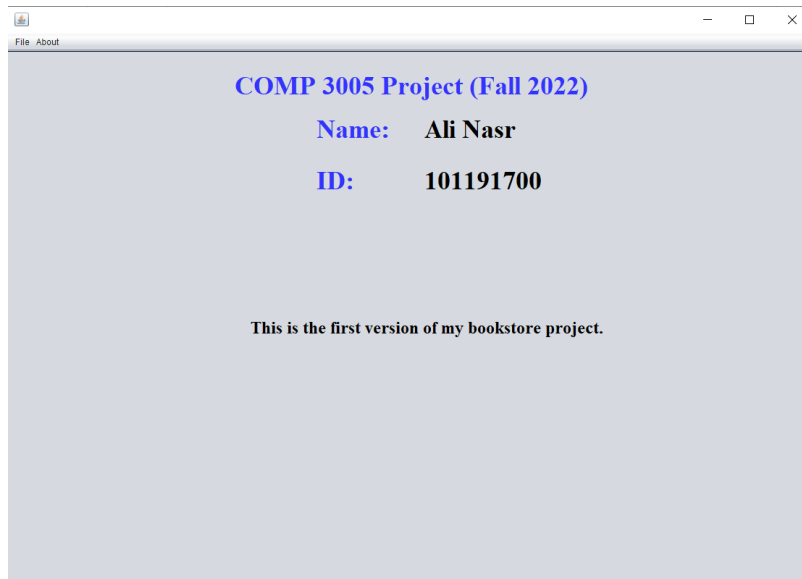 File About
COMP 3005 Project (Fall 2022)
Name: Ali Nasr
ID: 101191700
This is the first version of my bookstore project.